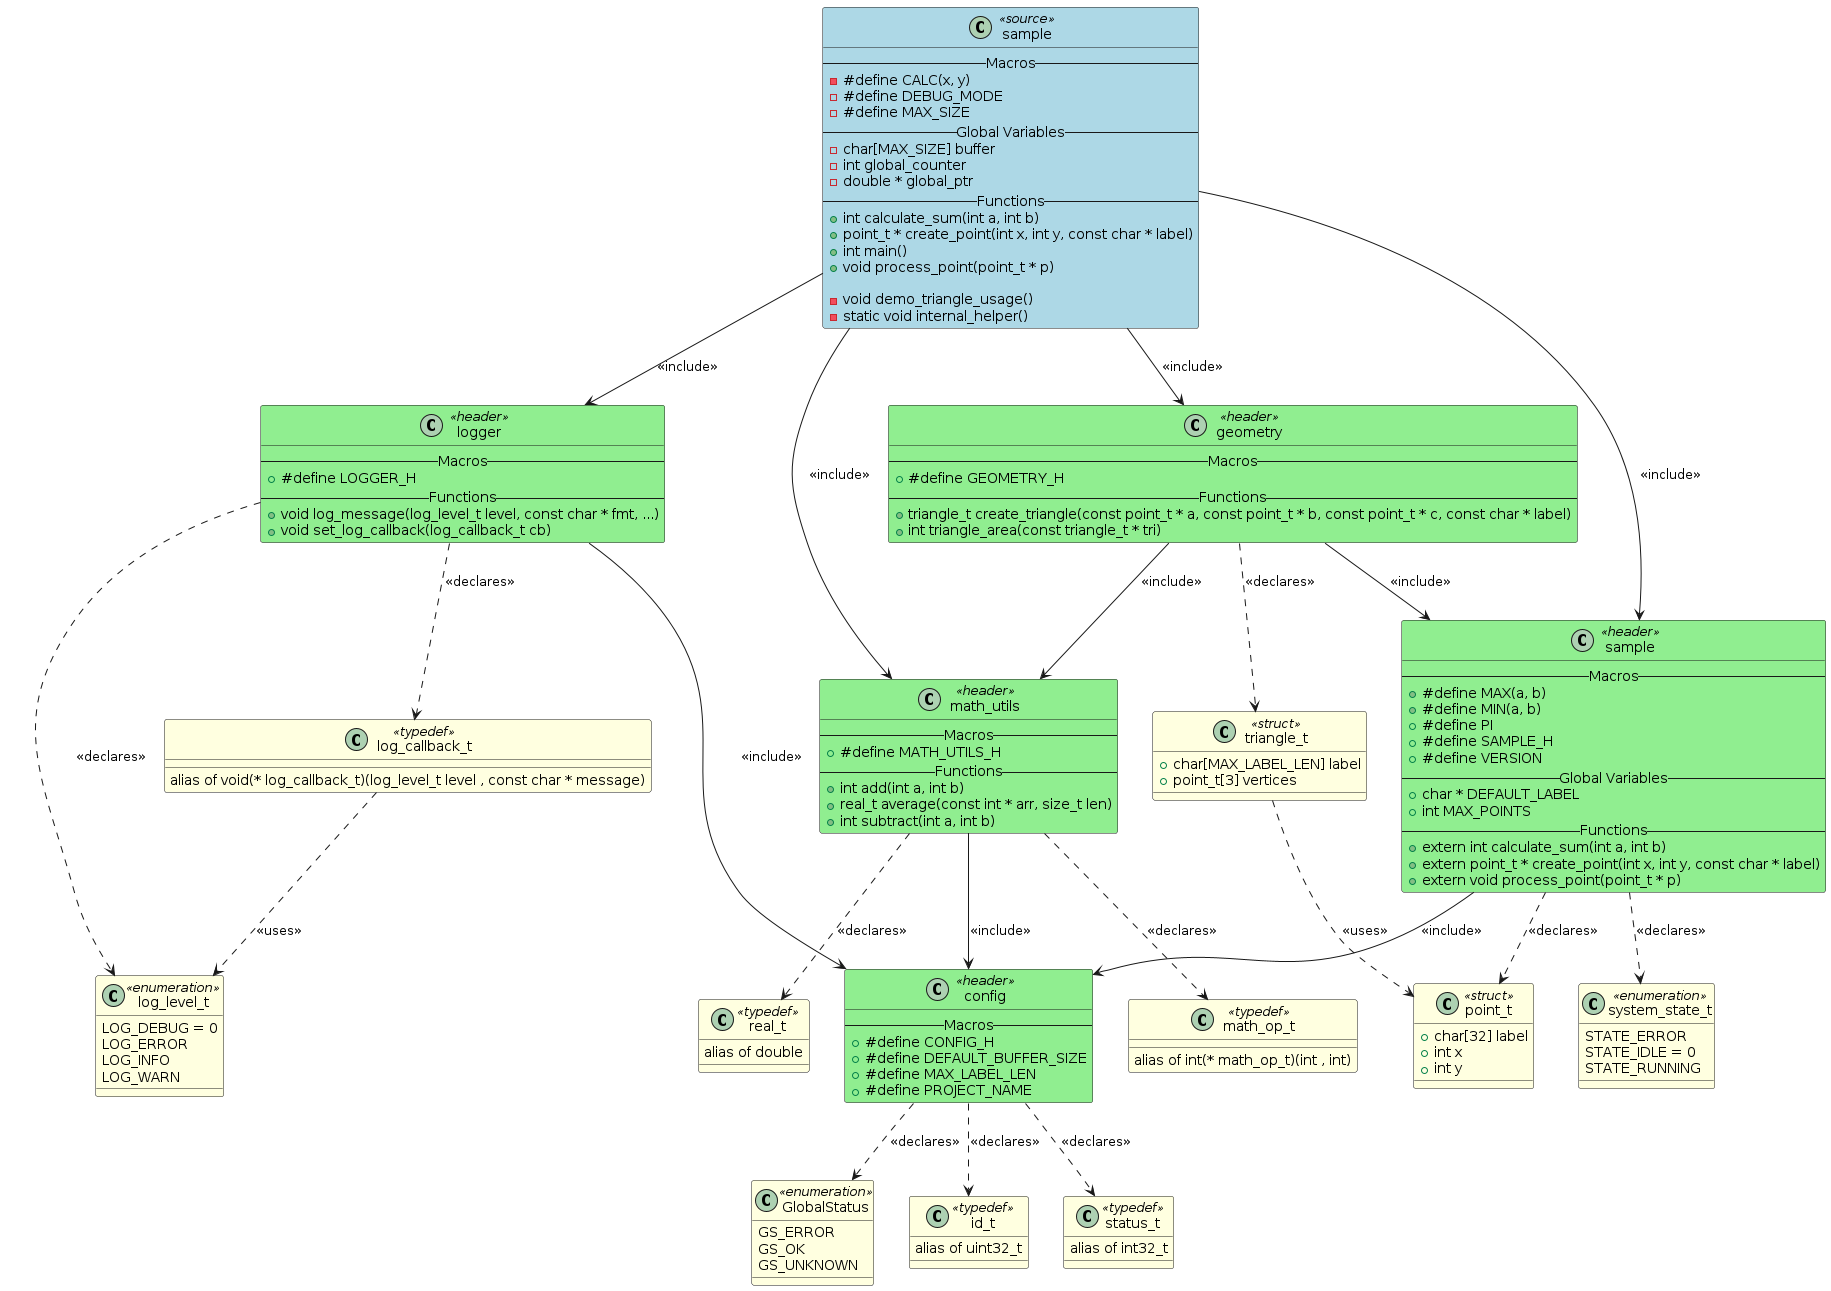 «source»
C sample
Macros
#define CALC(x, y)
#define DEBUG_MODE
#define MAX_SIZE
Global Variables
char[MAX_SIZE] buffer
int global_counter
double * global_ptr
Functions
int calculate_sum(int a, int b)
point_t * create_point(int x, int y, const char * label)
int main()
void process_point(point_t * p)
void demo_triangle_usage()
static void internal_helper()
«include»
«include»
«include»
«include»
«header»
C logger
Macros
#define LOGGER_H
Functions
void log_message(log_level_t level, const char * fmt, ...)
void set_log_callback(log_callback_t cb)
«header»
C geometry
Macros
#define GEOMETRY_H
Functions
triangle_t create_triangle(const point_t * a, const point_t * b, const point_t * c, const char * label)
int triangle_area(const triangle_t * tri)
«declares»
«include»
«declares»
«include»
«declares»
«include»
«typedef»
C log_callback_t
alias of void(* log_callback_t)(log_level_t level , const char * message)
«header»
C math_utils
Macros
#define MATH_UTILS_H
Functions
int add(int a, int b)
real_t average(const int * arr, size_t len)
int subtract(int a, int b)
«struct»
C triangle_t
char[MAX_LABEL_LEN] label
point_t[3] vertices
«header»
C sample
Macros
#define MAX(a, b)
#define MIN(a, b)
#define PI
#define SAMPLE_H
#define VERSION
Global Variables
char * DEFAULT_LABEL
int MAX_POINTS
Functions
extern int calculate_sum(int a, int b)
extern point_t * create_point(int x, int y, const char * label)
extern void process_point(point_t * p)
«uses»
«declares»
«include»
«declares»
«uses»
«include»
«declares»
«declares»
«enumeration»
C log_level_t
LOG_DEBUG = 0
LOG_ERROR
LOG_INFO
LOG_WARN
«typedef»
C real_t
alias of double
«header»
C config
Macros
#define CONFIG_H
#define DEFAULT_BUFFER_SIZE
#define MAX_LABEL_LEN
#define PROJECT_NAME
«typedef»
C math_op_t
alias of int(* math_op_t)(int , int)
«struct»
C point_t
char[32] label
int x
int y
«enumeration»
C system_state_t
STATE_ERROR
STATE_IDLE = 0
STATE_RUNNING
«declares»
«declares»
«declares»
«enumeration»
C GlobalStatus
GS_ERROR
GS_OK
GS_UNKNOWN
«typedef»
C id_t
alias of uint32_t
«typedef»
C status_t
alias of int32_t